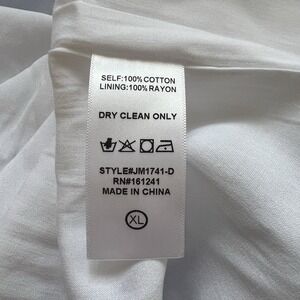 SELF:100% COTTON
LINING:100% RAYON
DRY CLEAN ONLY
STYLE#JM1741-D
RN#161241
MADE IN CHINA
XL